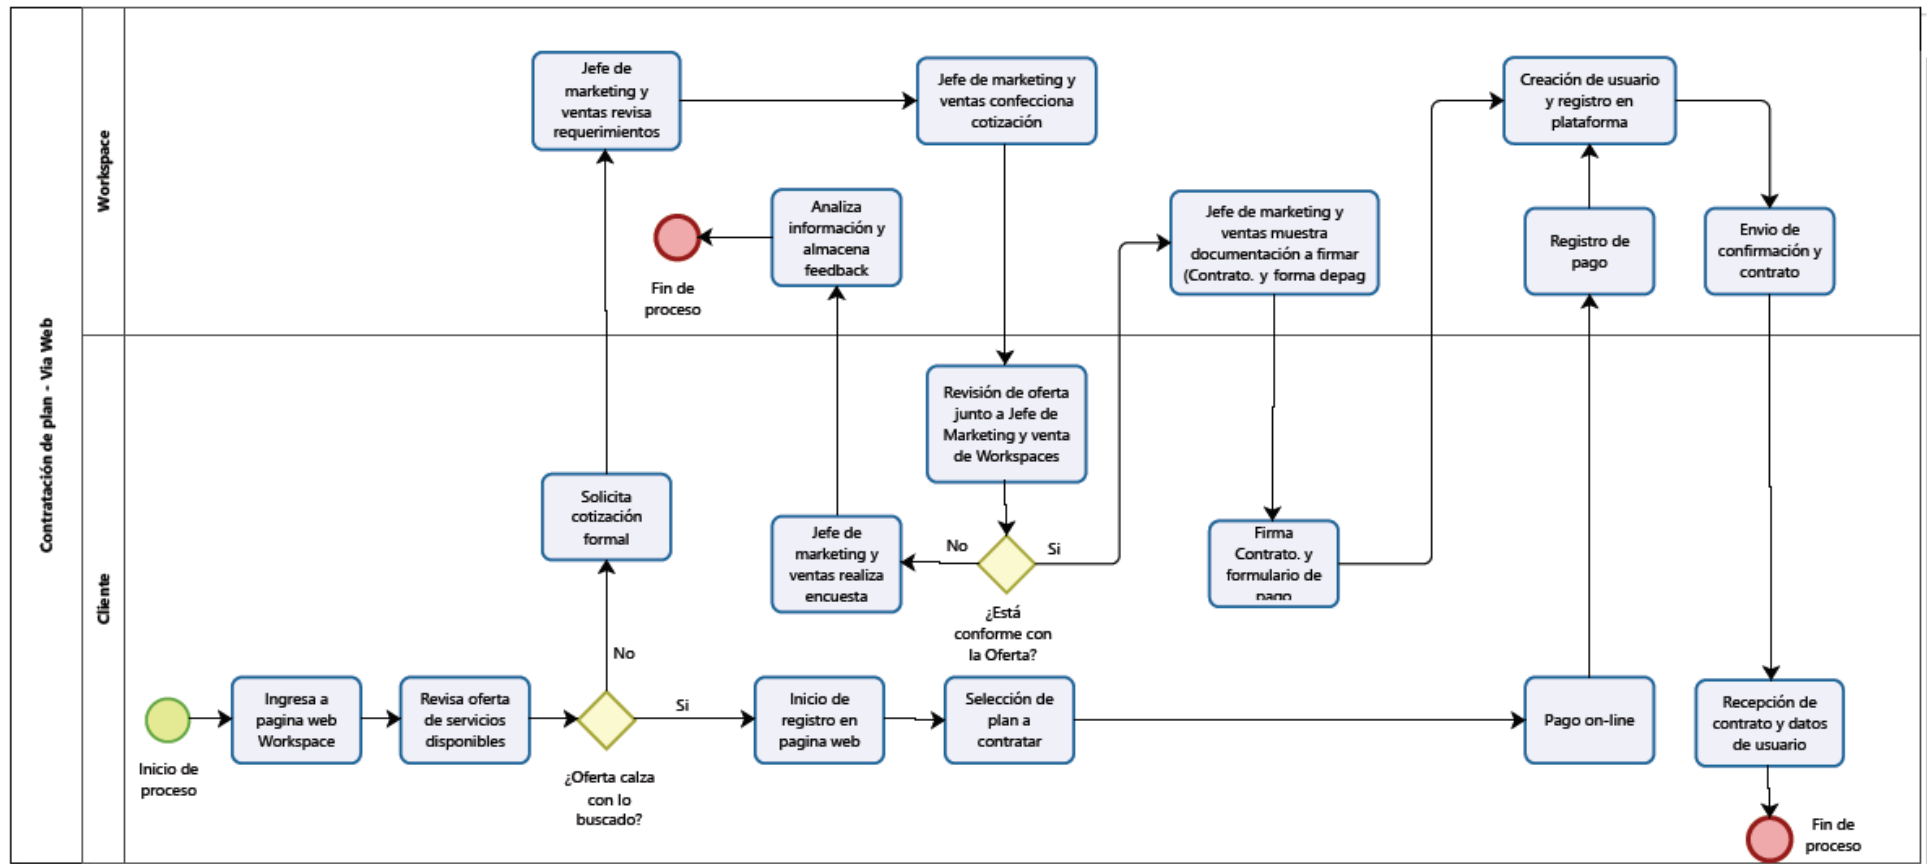 Contratación de plan - Via Web
Workspace
Cliente
Jefe de
marketing y
ventas revisa
requerimientos
Jefe de marketing y
ventas confecciona
cotización
Creación de usuario
y registro en
plataforma
Analiza
información y
almacena
feedback
Fin de
proceso
Jefe de marketing y
ventas muestra
documentación a firmar
(Contrato. y forma depag
Registro de
pago
Envio de
confirmación y
contrato
Revisión de oferta
junto a Jefe de
Marketing y venta
de Workspaces
Solicita
cotización
formal
Jefe de
marketing y
ventas realiza
encuesta
No
Si
¿Está
conforme con
la Oferta?
Firma
Contrato. y
formulario de
pago
No
Inicio de
proceso
Ingresa a
pagina web
Workspace
Revisa oferta
de servicios
disponibles
¿Oferta calza
con lo
buscado?
Si
Inicio de
registro en
pagina web
Selección de
plan a
contratar
Pago on-line
Recepción de
contrato y datos
de usuario
Fin de
proceso